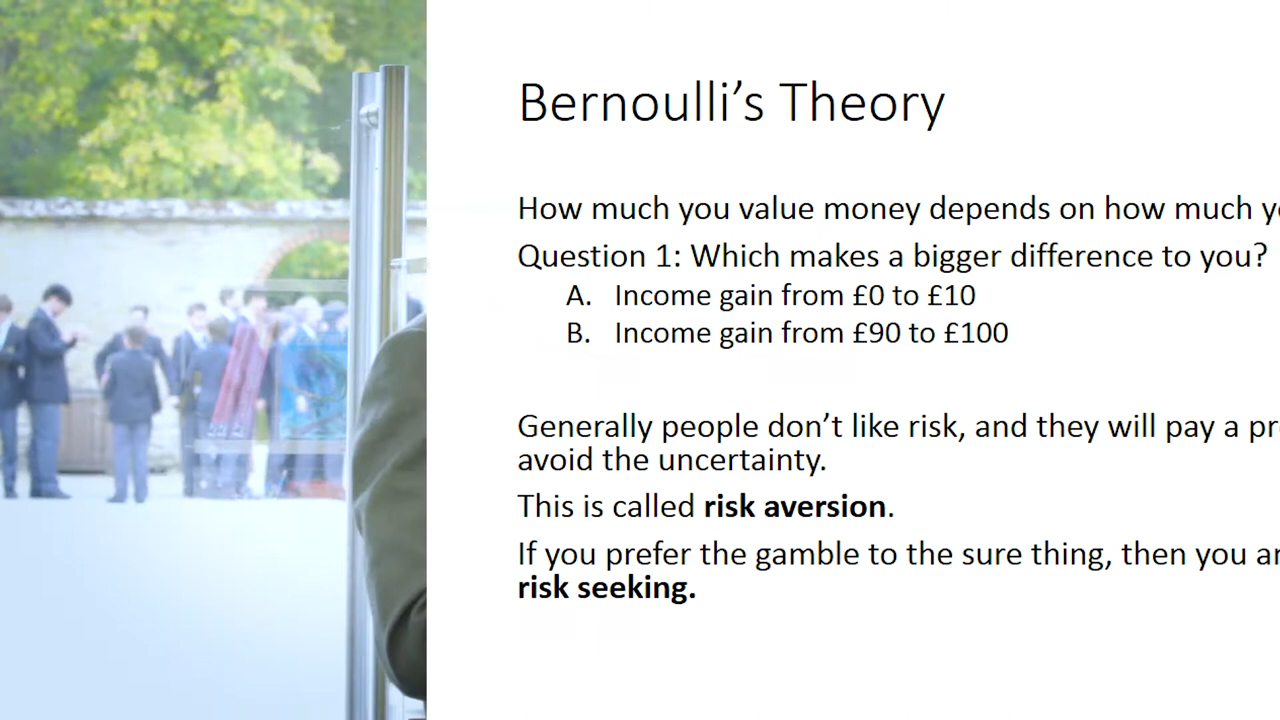 Bernoulli’s Theory
How much you value money depends on how much
Question 1: Which makes a bigger difference to you?
A. Income gain from £0 to £10
B. Income gain from £90 to £100
Generally people don’t like risk, and they will pay a
avoid the uncertainty.
This is called risk aversion.
If you prefer the gamble to the sure thing, then you
risk seeking.